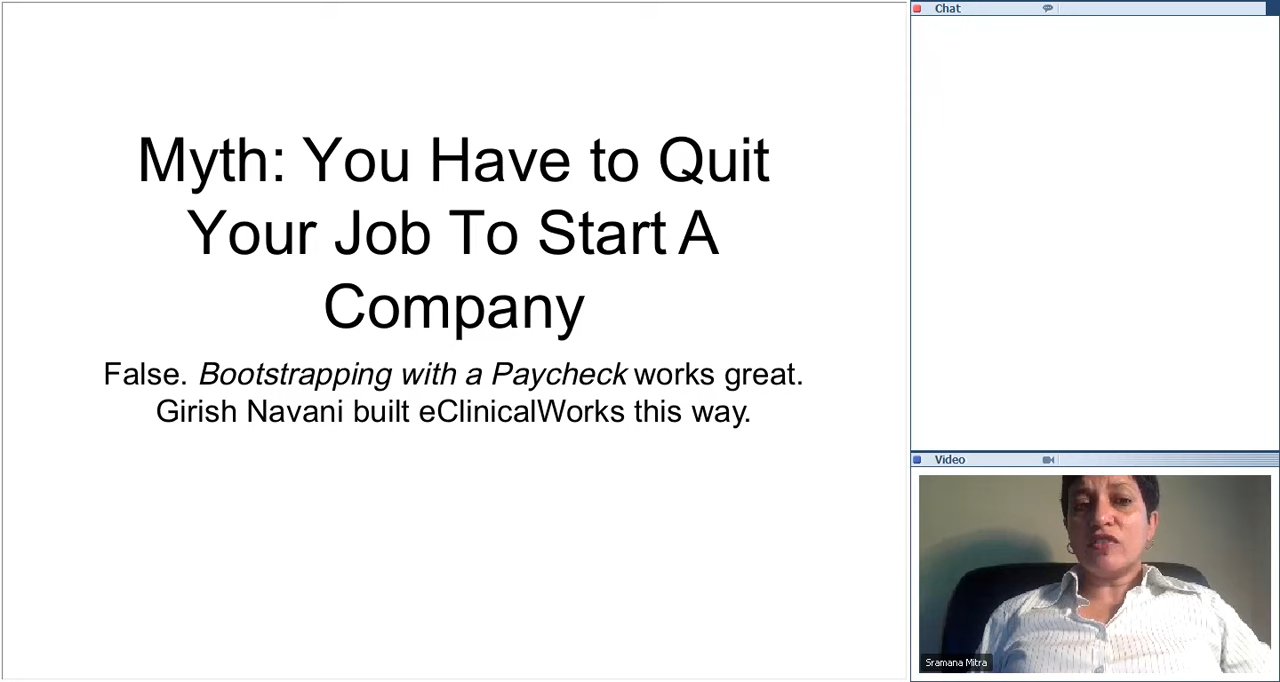 Myth: You Have to Quit
Your Job To Start A
Company
False. Bootstrapping with a Paycheck works great.
Girish Navani built eClinicalWorks this way.
Chat
Video
Sramana Mitra